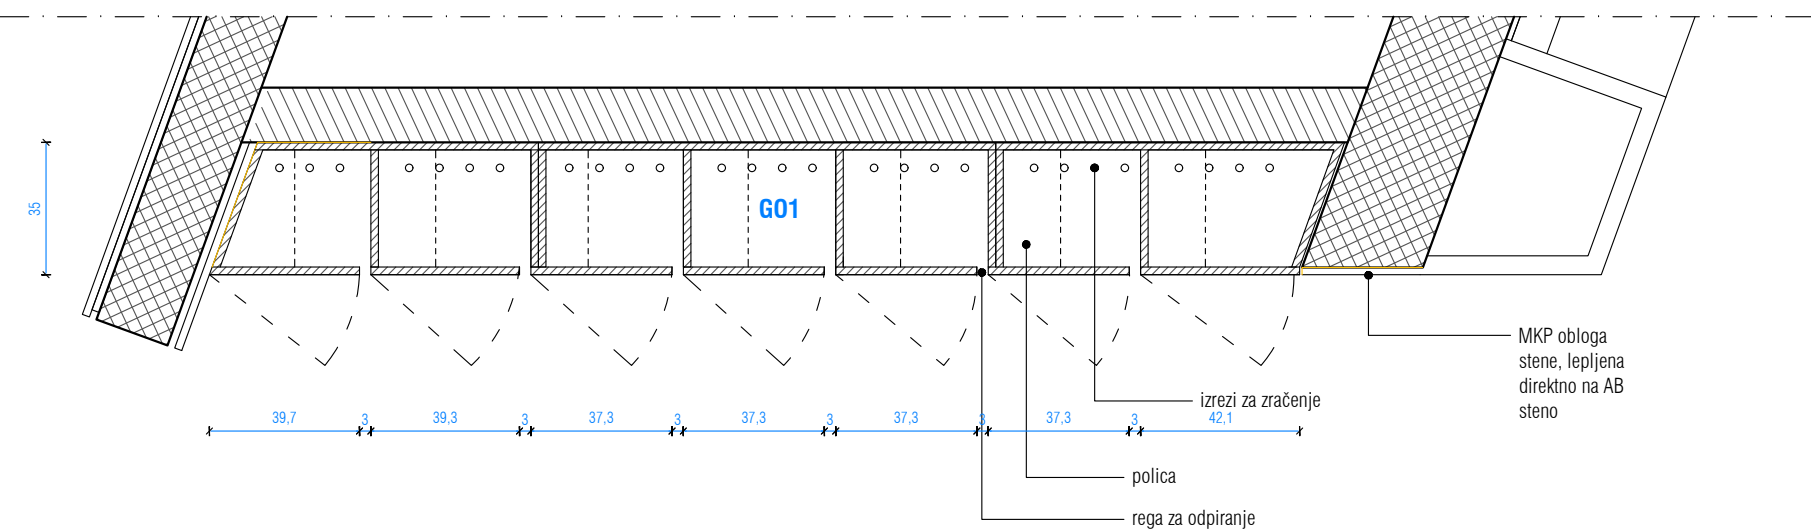 35
G01
MKP obloga
stene, lepljena
direktno na AB
steno
izrezi za zračenje
39,7 3 39,3 3 37,3 3 37,3 3 37,3 3 37,3 3 42,1
polica
rega za odpiranje